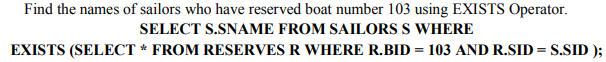 Find the names of sailors who have reserved boat number 103 using EXISTS Operator.
SELECT S.SNAME FROM SAILORS S WHERE
EXISTS (SELECT * FROM RESERVES R WHERE R.BID = 103 AND R.SID = S.SID );